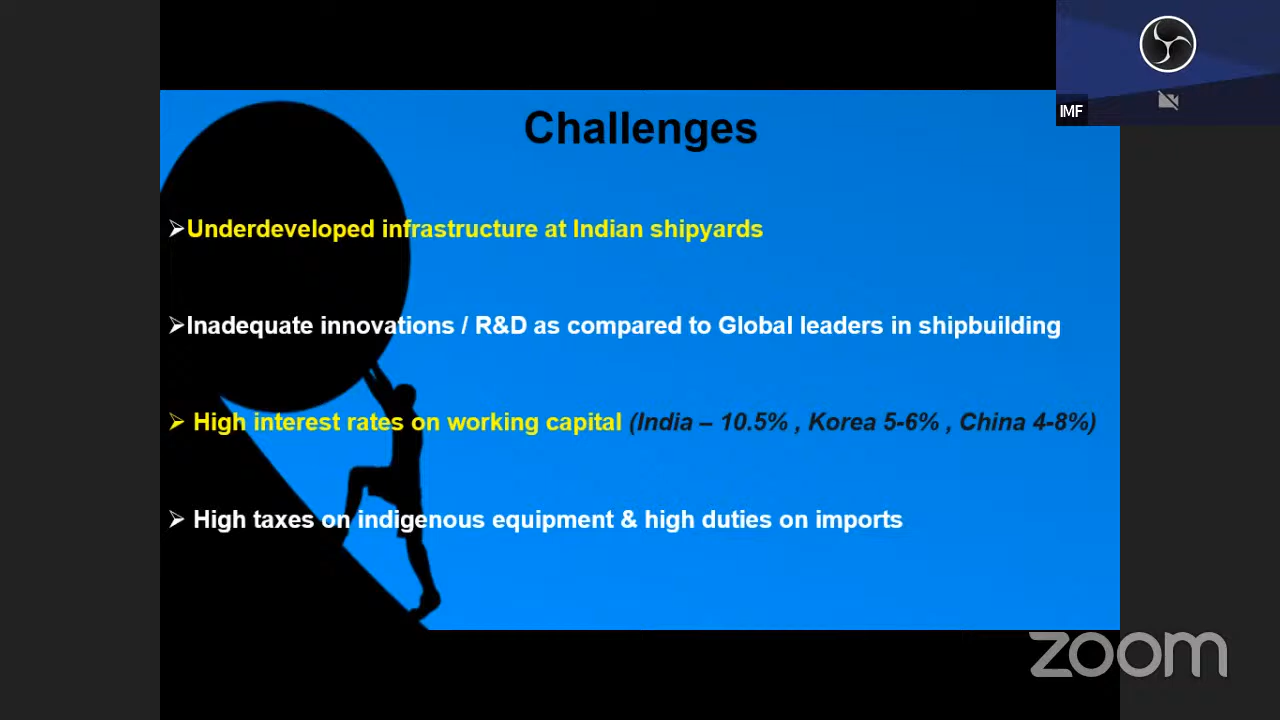 IMF
Challenges
➢Underdeveloped infrastructure at Indian shipyards
➢Inadequate innovations / R&D as compared to Global leaders in shipbuilding
➢ High interest rates on working capital (India – 10.5% , Korea 5-6% , China 4-8%)
➢ High taxes on indigenous equipment & high duties on imports
zoom